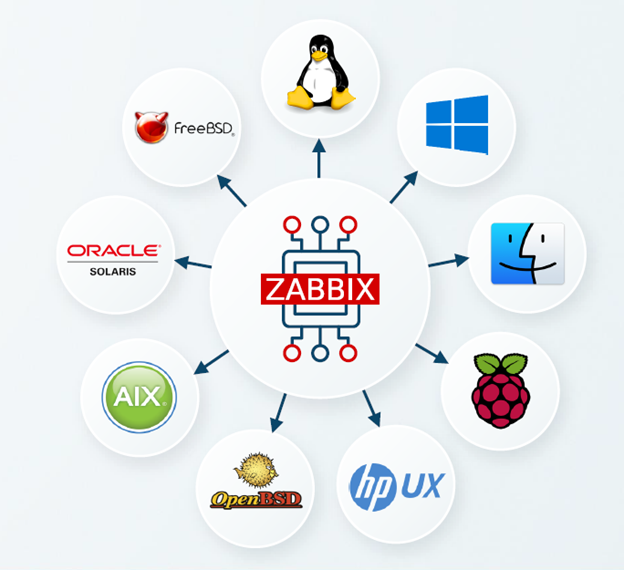 FreeBSD
ORACLE
SOLARIS
ZABBIX
AIX
OpenBSD
hp UX